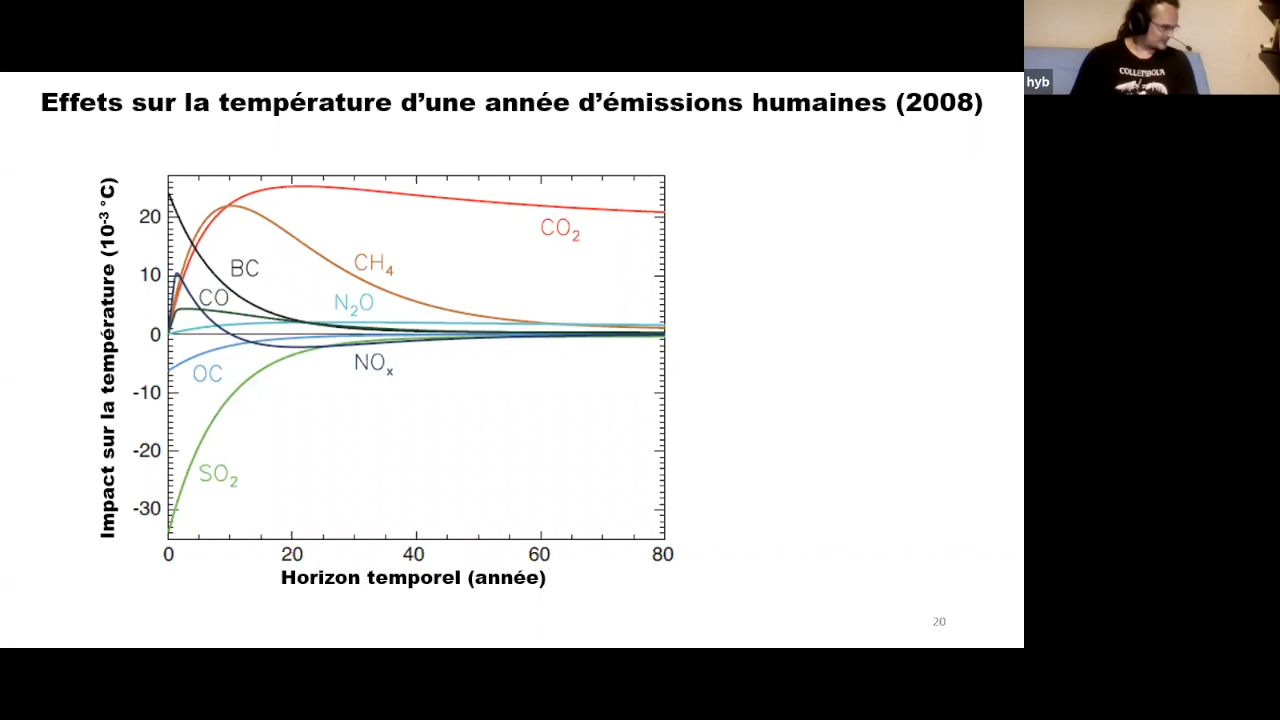 hyb
COLLEMBOLA
Effets sur la température d’une année d’émissions humaines (2008)
Impact sur la température (10⁻³ °C)
20
10
0
-10
-20
-30
CO₂
BC
CH₄
CO
N₂O
OC
NOₓ
SO₂
0 20 40 60 80
Horizon temporel (année)
20